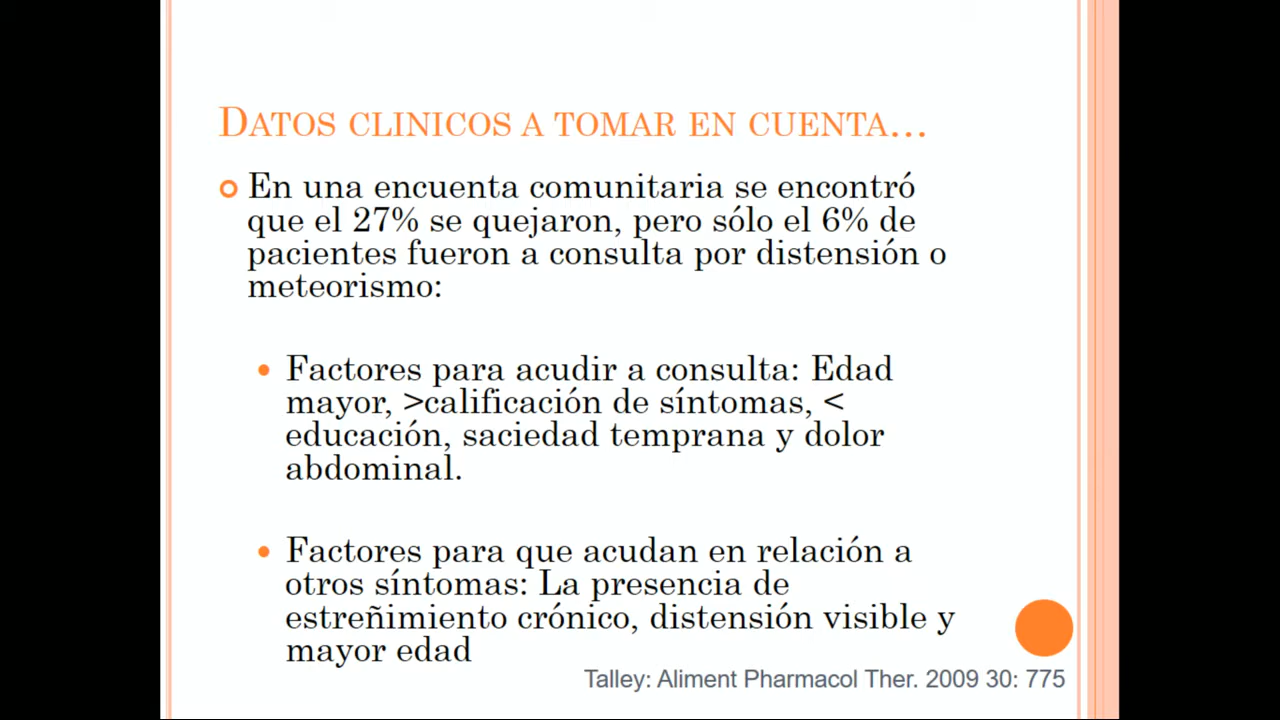 DATOS CLINICOS A TOMAR EN CUENTA...
En una encuenta comunitaria se encontró
que el 27% se quejaron, pero sólo el 6% de
pacientes fueron a consulta por distensión o
meteorismo:
Factores para acudir a consulta: Edad
mayor, >calificación de síntomas, <
educación, saciedad temprana y dolor
abdominal.
Factores para que acudan en relación a
otros síntomas: La presencia de
estreñimiento crónico, distensión visible y
mayor edad
Talley: Aliment Pharmacol Ther. 2009 30: 775